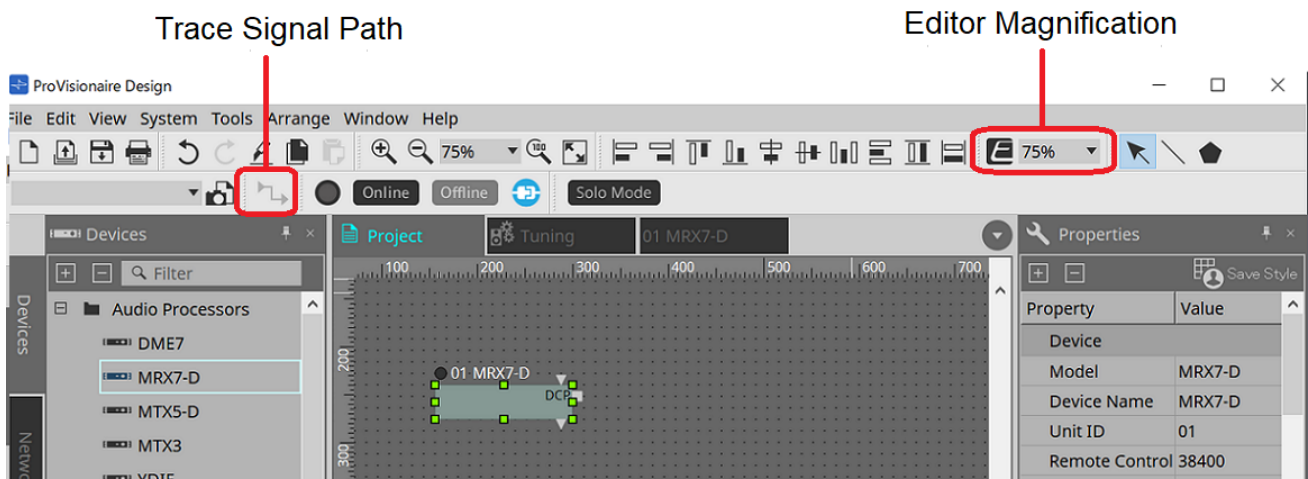 Trace Signal Path
Editor Magnification
ProVisionaire Design
File Edit View System Tools Arrange Window Help
75%
100
75%
Online
Offline
Solo Mode
Devices
Project
Tuning
01 MRX7-D
Properties
Filter
100 200 300 400 500 600 700
Save Style
Devices
Audio Processors
Property Value
DME7
Device
MRX7-D
200
01 MRX7-D
Model MRX7-D
DCP
Device Name MRX7-D
MTX5-D
Unit ID 01
MTX3
300
Remote Control 38400